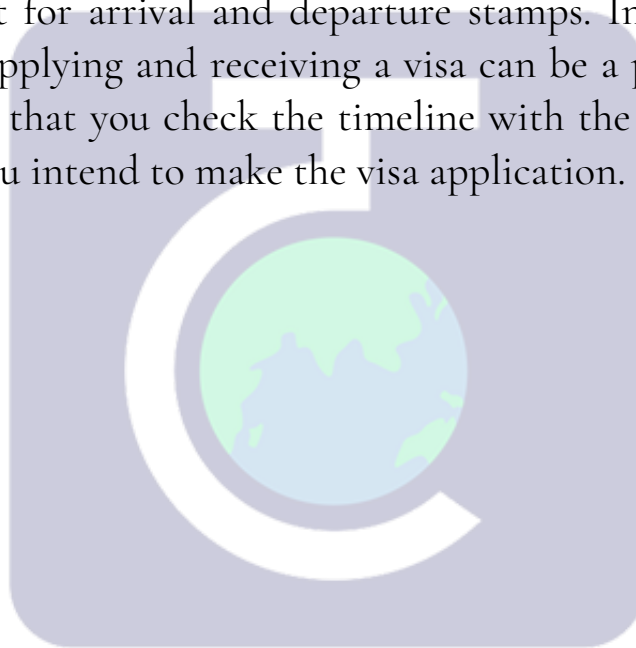 for arrival and departure stamps. In
pplying and receiving a visa can be a
that you check the timeline with the
u intend to make the visa application.